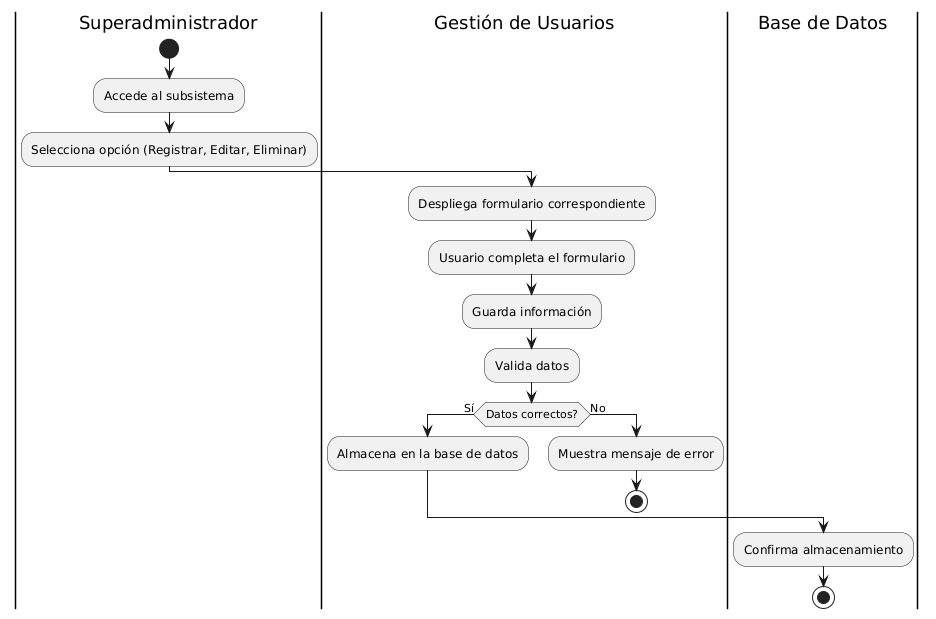 Superadministrador
Gestión de Usuarios
Base de Datos
Accede al subsistema
Selecciona opción (Registrar, Editar, Eliminar)
Despliega formulario correspondiente
Usuario completa el formulario
Guarda información
Valida datos
Sí
Datos correctos?
No
Almacena en la base de datos
Muestra mensaje de error
Confirma almacenamiento